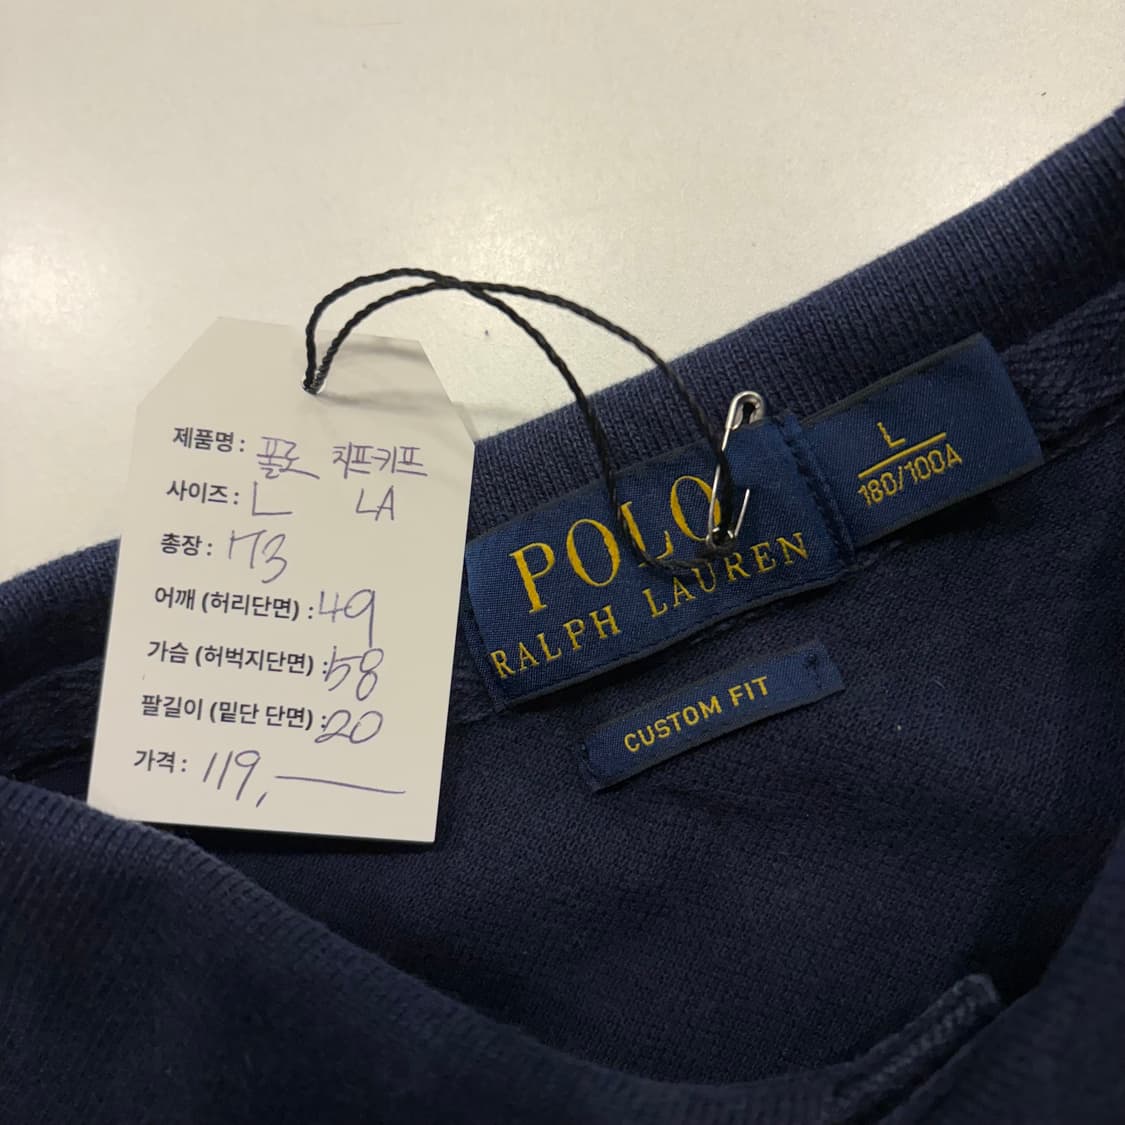 제품명: 폴로 치프키프
사이즈: L LA
총장: 73
어깨 (허리단면) : 49
가슴 (허벅지단면) : 58
팔길이 (밑단 단면) : 20
가격: 119,
POLO
RALPH LAUREN
L
180/100A
CUSTOM FIT